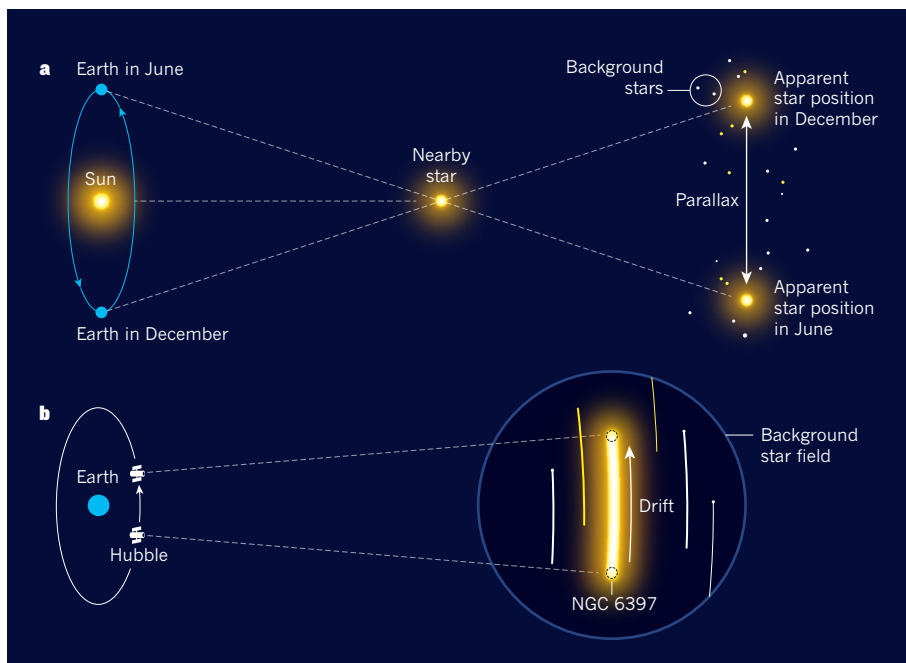 a
Earth in June
Sun
Earth in December
Nearby
star
Background
stars
Apparent
star position
in December
Parallax
Apparent
star position
in June
b
Earth
Hubble
Drift
NGC 6397
Background
star field